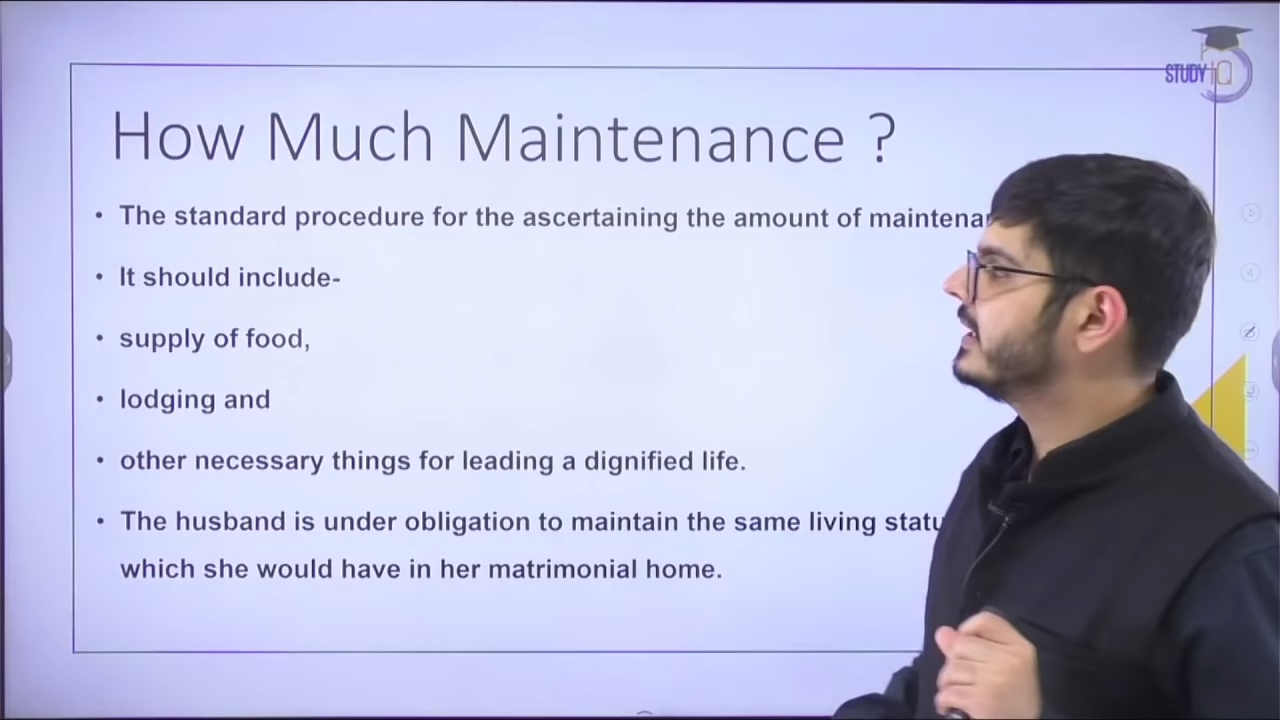 STUDY IQ
How Much Maintenance ?
• The standard procedure for the ascertaining the amount of
• It should include-
• supply of food,
• lodging and
• other necessary things for leading a dignified life.
• The husband is under obligation to maintain the same living
which she would have in her matrimonial home.